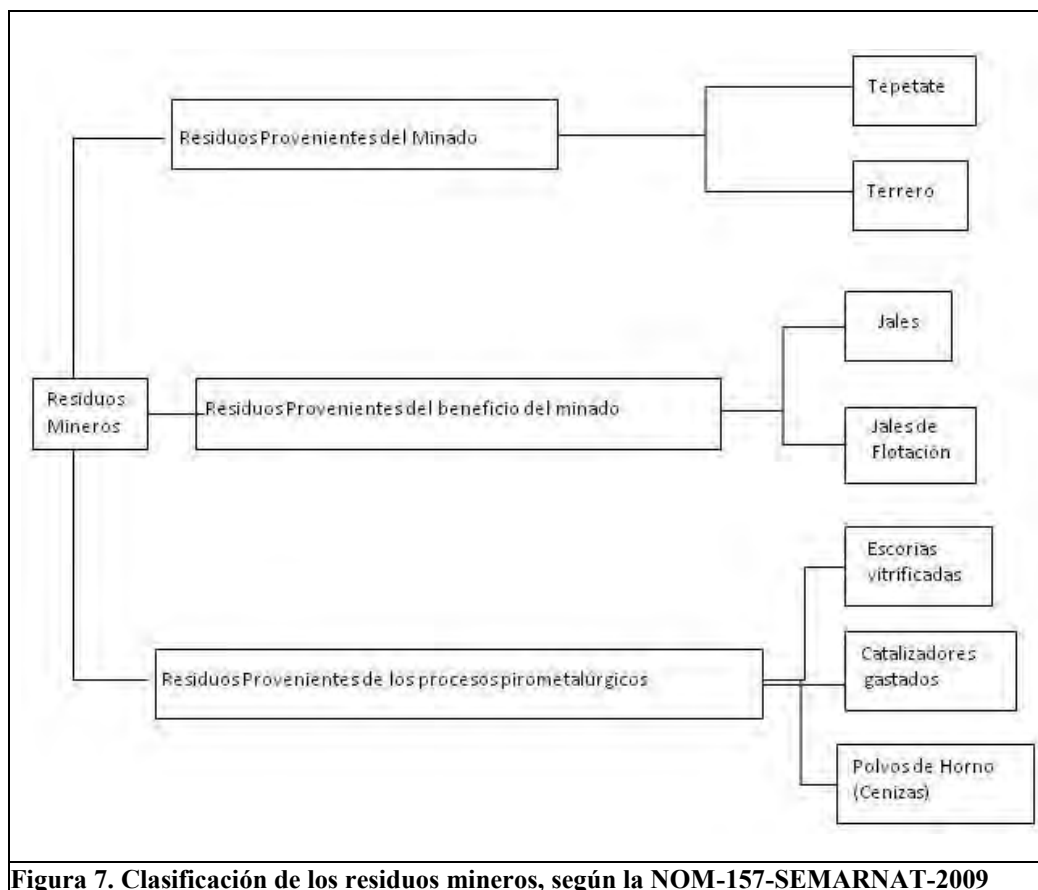 Tepetate
Residuos Provenientes del Minado
Terrero
Jales
Residuos
Mineros
Residuos Provenientes del beneficio del minado
Jales de
Flotación
Escorias
vitrificadas
Residuos Provenientes de los procesos pirometalúrgicos
Catalizadores
gastados
Polvos de Horno
(Cenizas)
Figura 7. Clasificación de los residuos mineros, según la NOM-157-SEMARNAT-2009